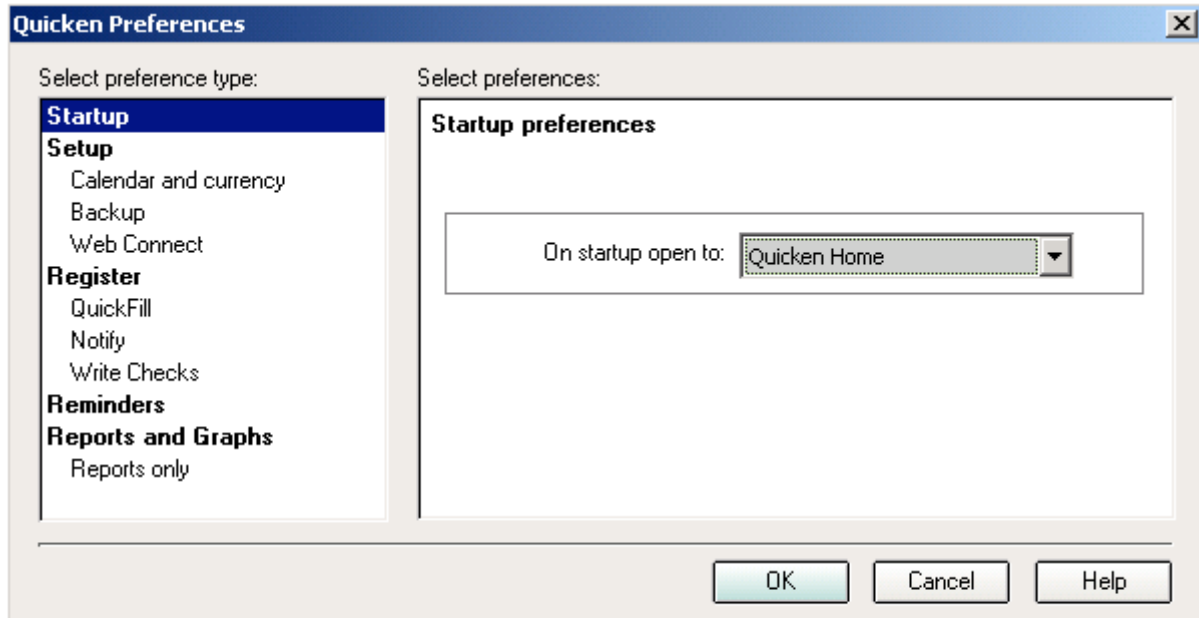 Quicken Preferences
Select preference type:
Startup
Setup
Calendar and currency
Backup
Web Connect
Register
QuickFill
Notify
Write Checks
Reminders
Reports and Graphs
Reports only
Select preferences:
Startup preferences
On startup open to: Quicken Home
OK Cancel Help